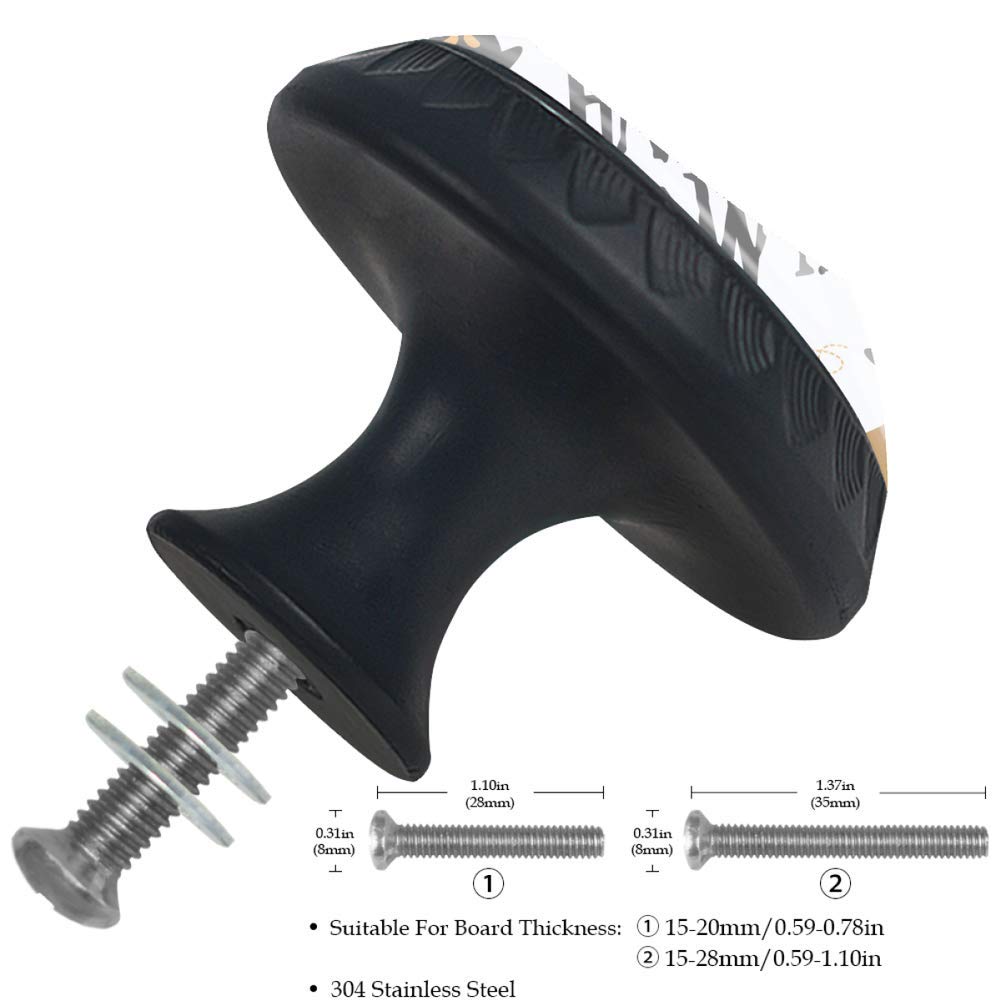 1.10in
(28mm)
1.37in
(35mm)
0.31in
(8mm)
0.31in
(8mm)
①
②
• Suitable For Board Thickness: ① 15-20mm/0.59-0.78in
② 15-28mm/0.59-1.10in
• 304 Stainless Steel